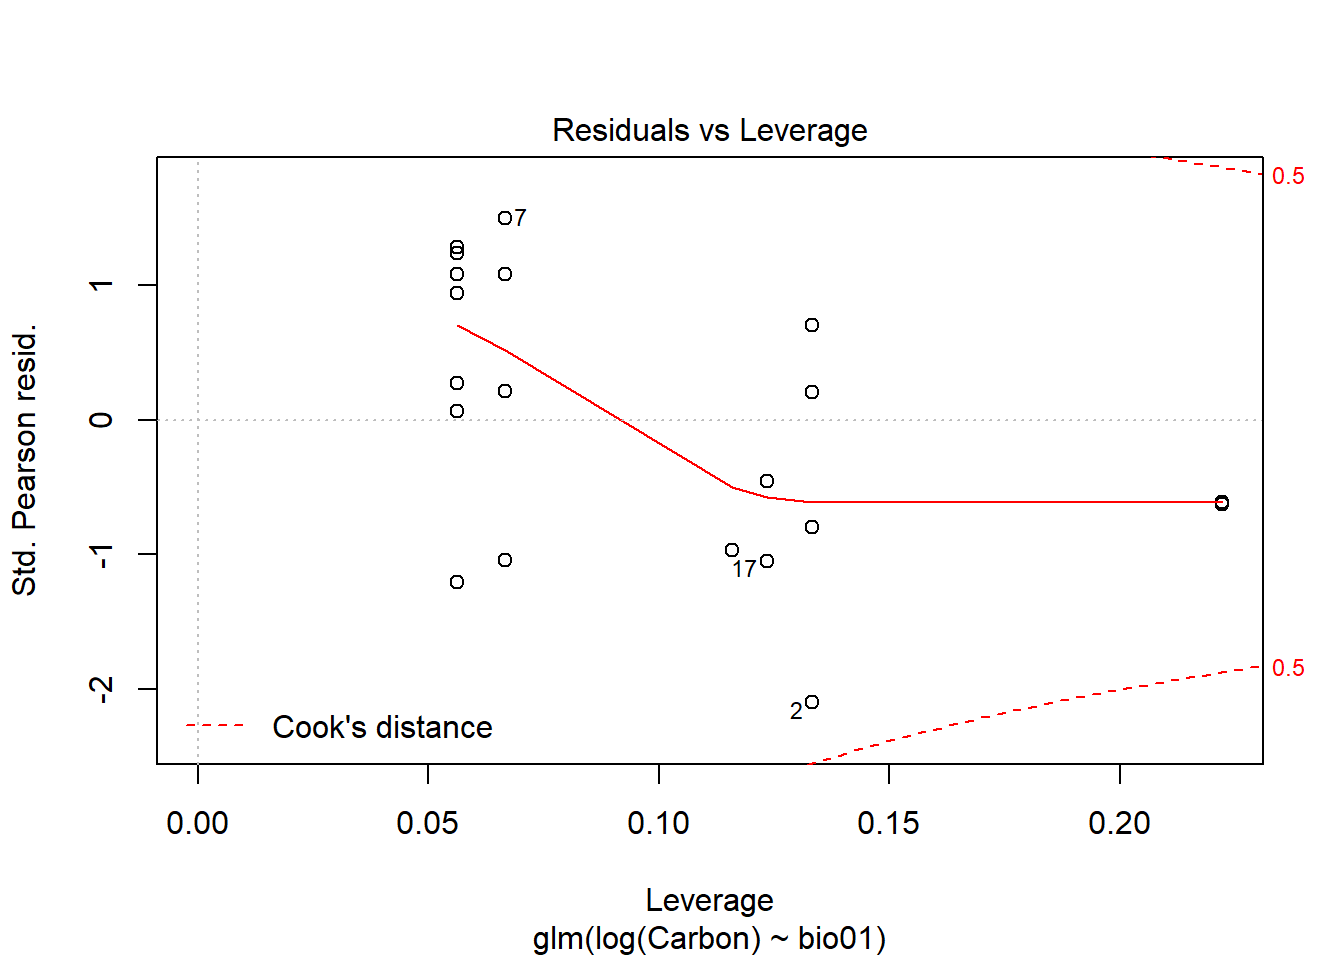 Residuals vs Leverage
Std. Pearson resid.
1
0
-1
-2
0.5
7
17
2
0.5
Cook's distance
0.00 0.05 0.10 0.15 0.20
Leverage
glm(log(Carbon) ~ bio01)